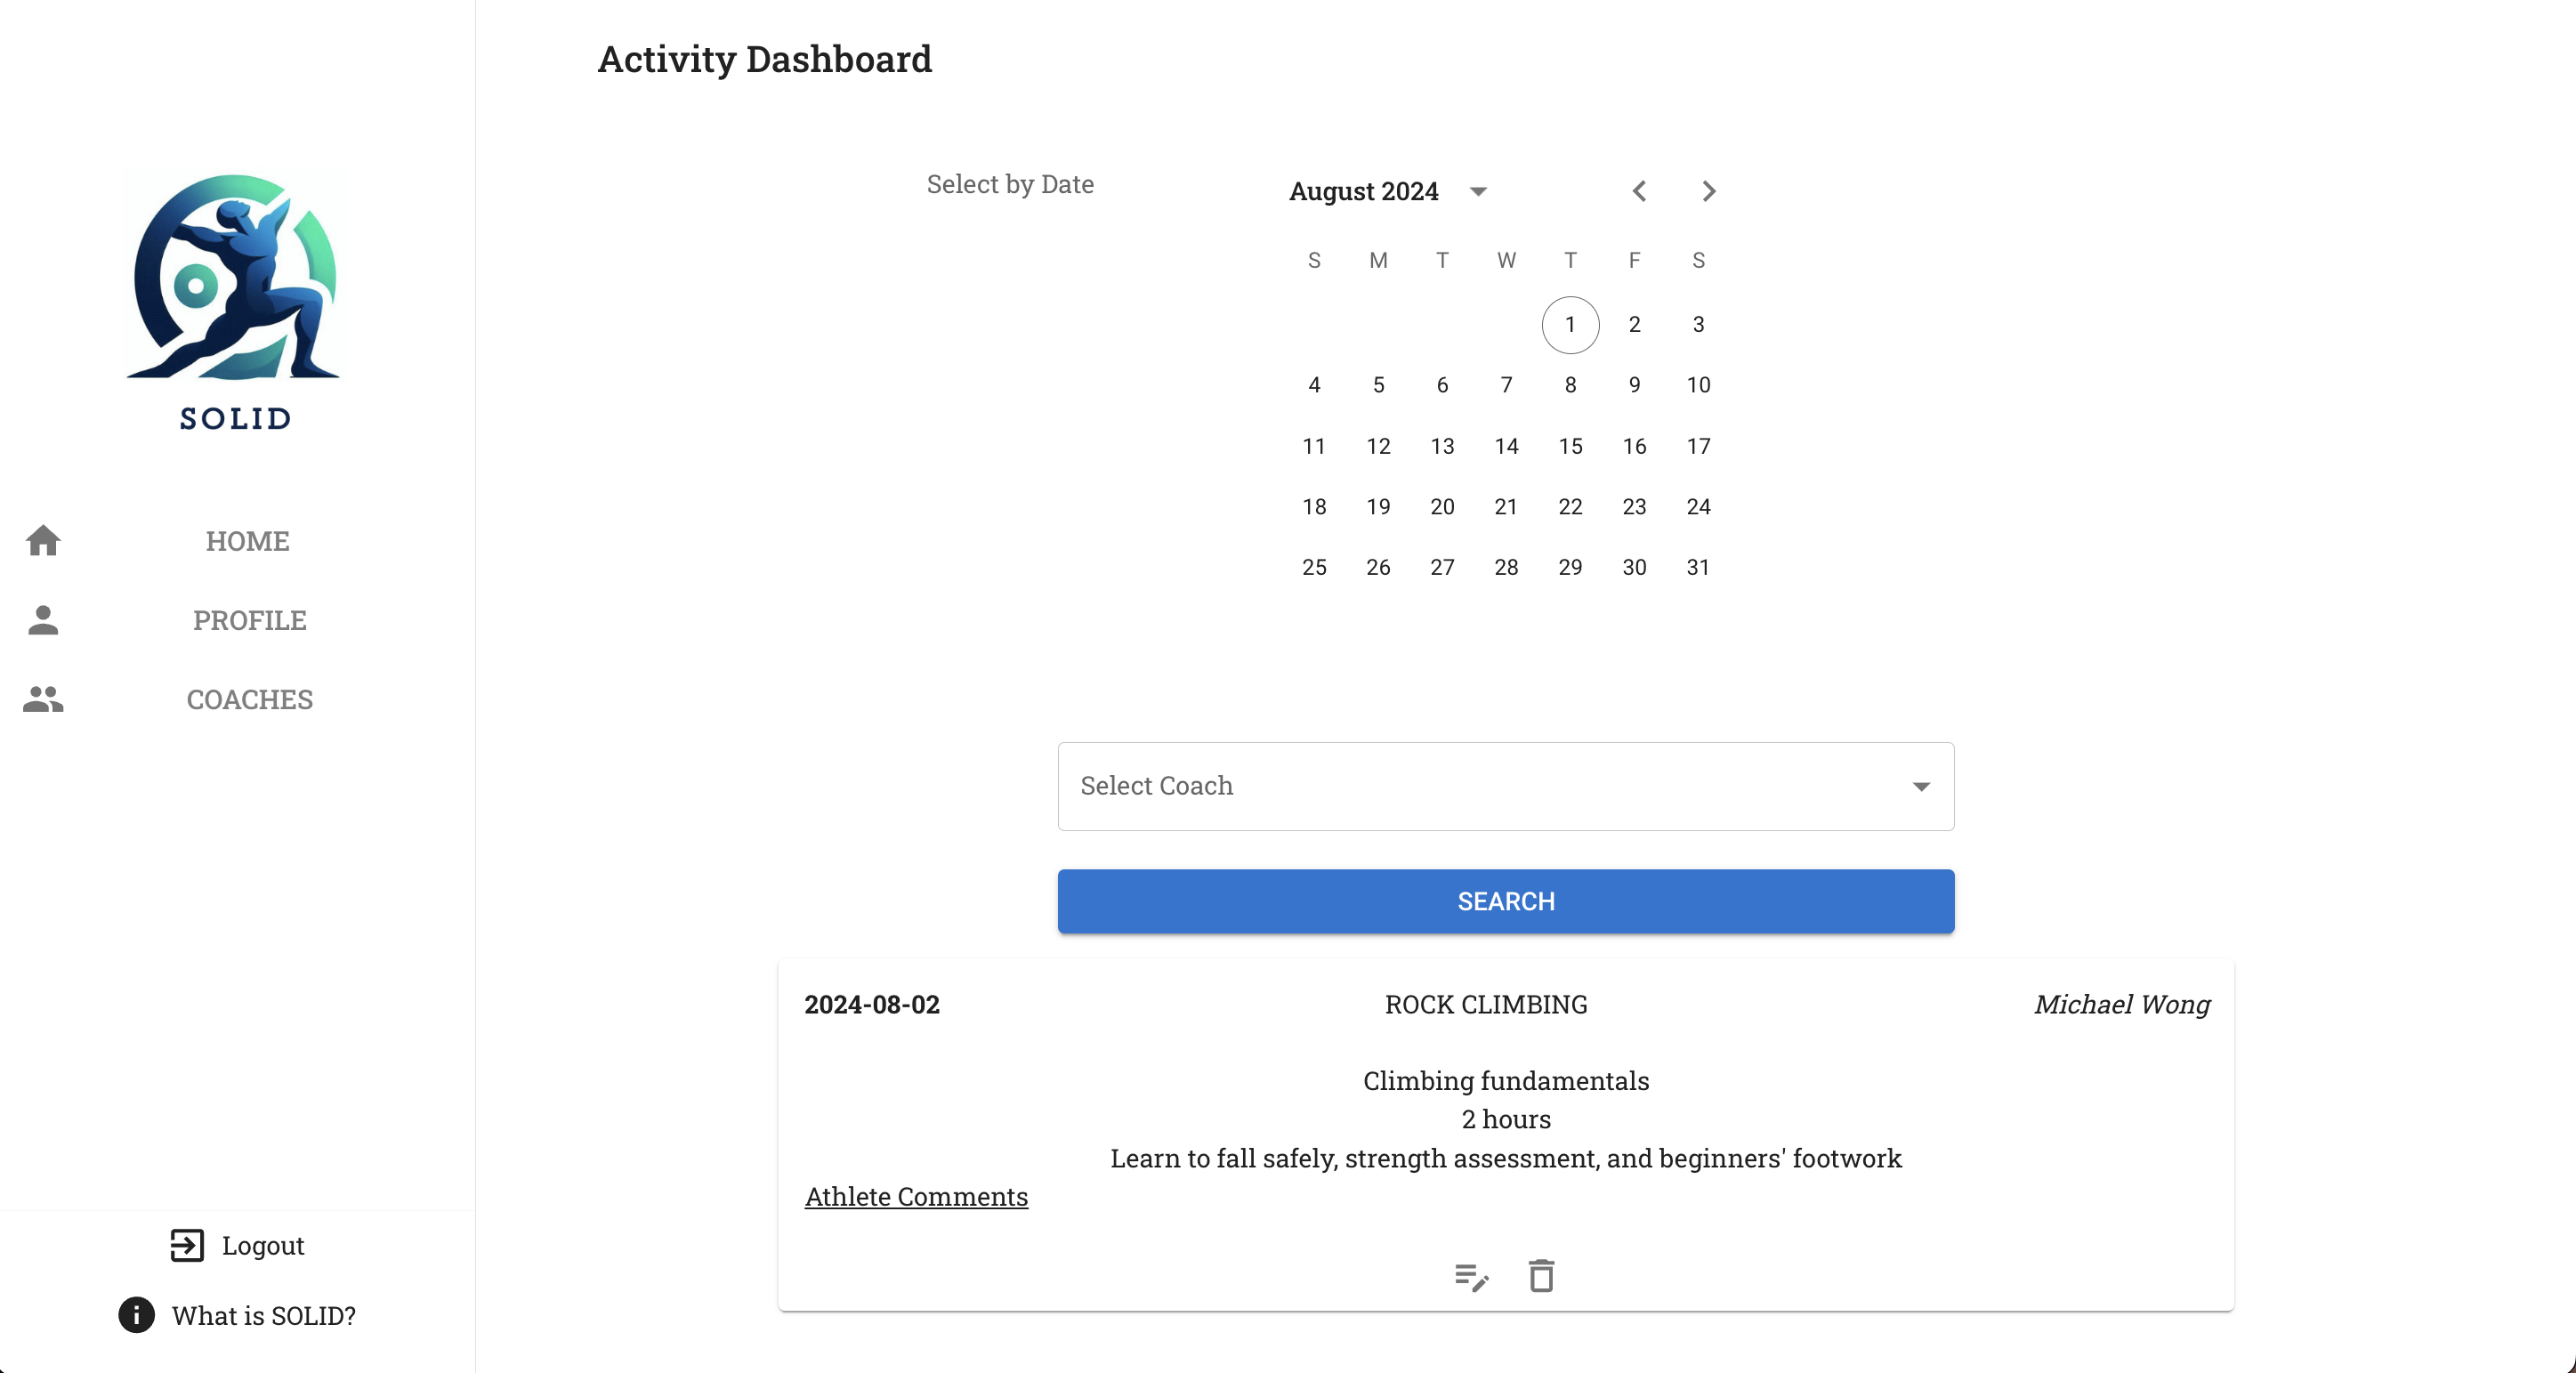 SOLID
HOME
PROFILE
COACHES
Logout
What is SOLID?
Activity Dashboard
Select by Date
August 2024
S M T W T F S
1 2 3
4 5 6 7 8 9 10
11 12 13 14 15 16 17
18 19 20 21 22 23 24
25 26 27 28 29 30 31
Select Coach
SEARCH
2024-08-02 ROCK CLIMBING Michael Wong
Climbing fundamentals
2 hours
Learn to fall safely, strength assessment, and beginners' footwork
Athlete Comments